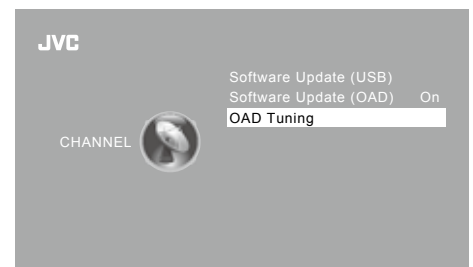 JVC
Software Update (USB)
Software Update (OAD) On
OAD Tuning
CHANNEL